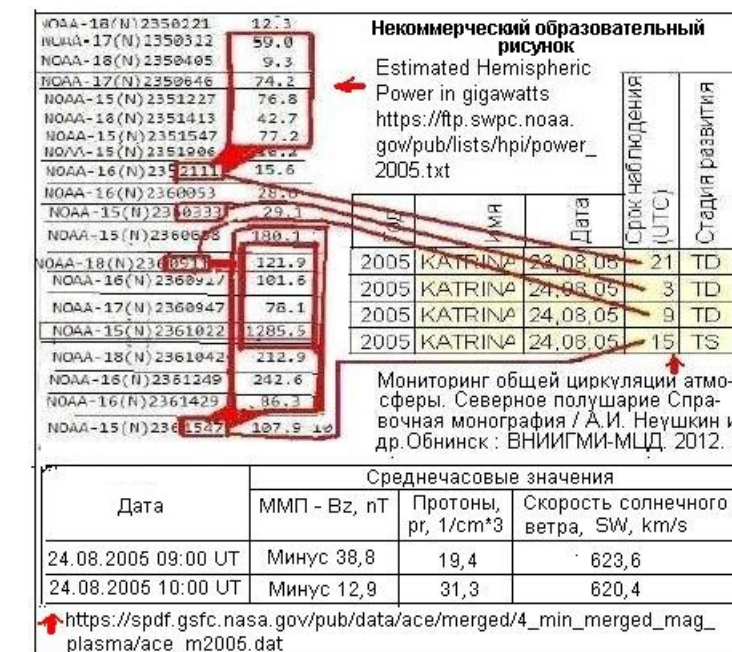 NOAA-18(N)2350221 12.3
NOAA-17(N)2350322 59.0
NOAA-18(N)2350405 9.3
NOAA-17(N)2350646 74.2
NOAA-15(N)2351227 76.8
NOAA-18(N)2351413 42.7
NOAA-15(N)2351547 77.2
NOAA-15(N)2351906
NOAA-16(N)2352111 15.6
NOAA-16(N)2360053
NOAA-15(N)2360333 29.1
NOAA-15(N)2360658 180.1
NOAA-18(N)2360911 121.9
NOAA-16(N)2360927 101.6
NOAA-17(N)2360947 78.1
NOAA-15(N)2361022 1285.5
NOAA-18(N)2361042 212.9
NOAA-16(N)2361249 242.6
NOAA-16(N)2361429 86.3
NOAA-15(N)2361547 107.9 10
Некоммерческий образовательный
рисунок
Estimated Hemispheric
Power in gigawatts
https://ftp.swpc.noaa.
gov/pub/lists/hpi/power_
2005.txt
Дата Срок наблюдения (UTC) Стадия развития
2005 KATRINA 23,08,05 21 TD
2005 KATRINA 24,08,05 3 TD
2005 KATRINA 24,08,05 9 TD
2005 KATRINA 24,08,05 15 TS
Мониторинг общей циркуляции атмо-
сферы. Северное полушарие Спра-
вочная монография / А.И. Неушкин и
др.Обнинск : ВНИИГМИ-МЦД. 2012.
Среднечасовые значения
Дата ММП - Bz, nT Протоны, pr, 1/cm*3 Скорость солнечного ветра, SW, km/s
24.08.2005 09:00 UT Минус 38,8 19,4 623,6
24.08.2005 10:00 UT Минус 12,9 31,3 620,4
https://spdf.gsfc.nasa.gov/pub/data/ace/merged/4_min_merged_mag_
plasma/ace_m2005.dat